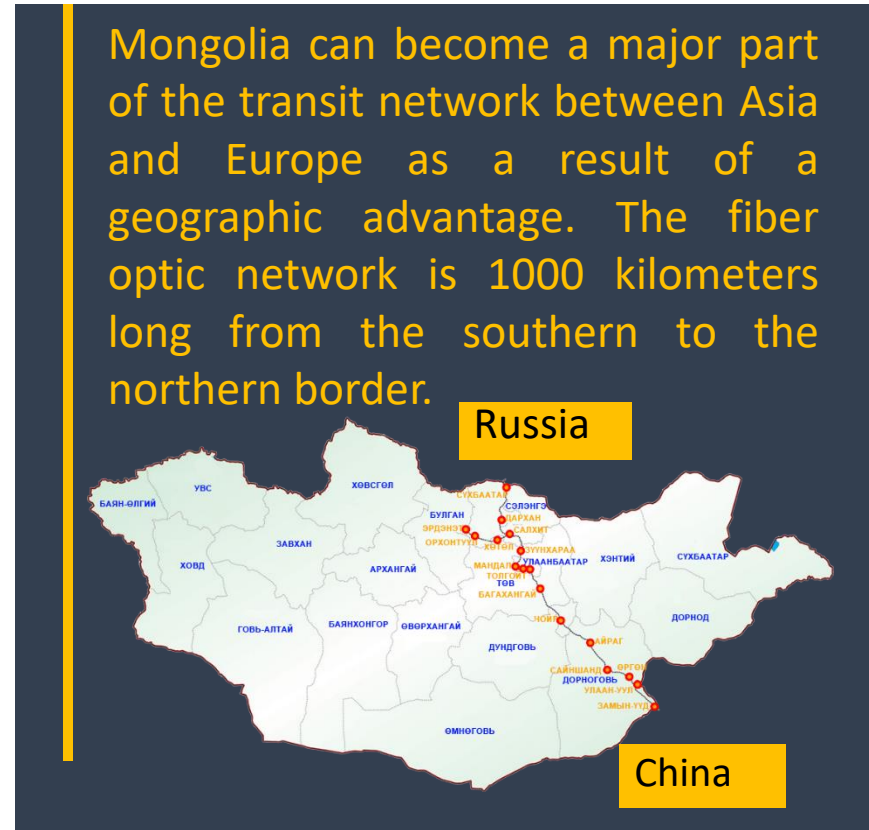 Mongolia can become a major part
of the transit network between Asia
and Europe as a result of a
geographic advantage. The fiber
optic network is 1000 kilometers
long from the southern to the
northern border.
Russia
БАЯН-ӨЛГИЙ
УВС
ХӨВСГӨЛ
СҮХБААТАР
СЭЛЭНГЭ
БУЛГАН
ДАРХАН
ЭРДЭНЭТ
САЛХИТ
ОРХОНТУУЛ
ХӨТӨЛ
ЗАВХАН
ЗҮҮНХАРАА
ХОВД
АРХАНГАЙ
МАНДАЛ
УЛААНБААТАР
ХЭНТИЙ
СҮХБААТАР
ТОЛГОЙТ
ТӨВ
БАГАХАНГАЙ
ГОВЬ-АЛТАЙ
БАЯНХОНГОР
ӨВӨРХАНГАЙ
ЧОЙР
ДОРНОД
ДУНДГОВЬ
АЙРАГ
САЙНШАНД
ӨРГӨН
ДОРНОГОВЬ
УЛААН-УУЛ
ЗАМЫН-ҮҮД
ӨМНӨГОВЬ
China